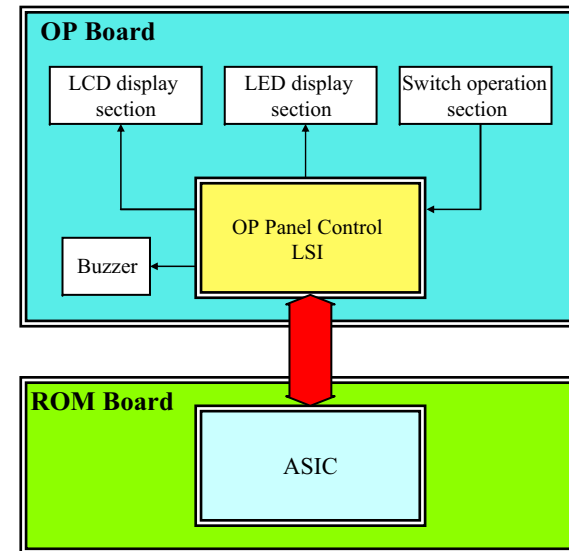 OP Board
LCD display
section
LED display
section
Switch operation
section
OP Panel Control
LSI
Buzzer
ROM Board
ASIC